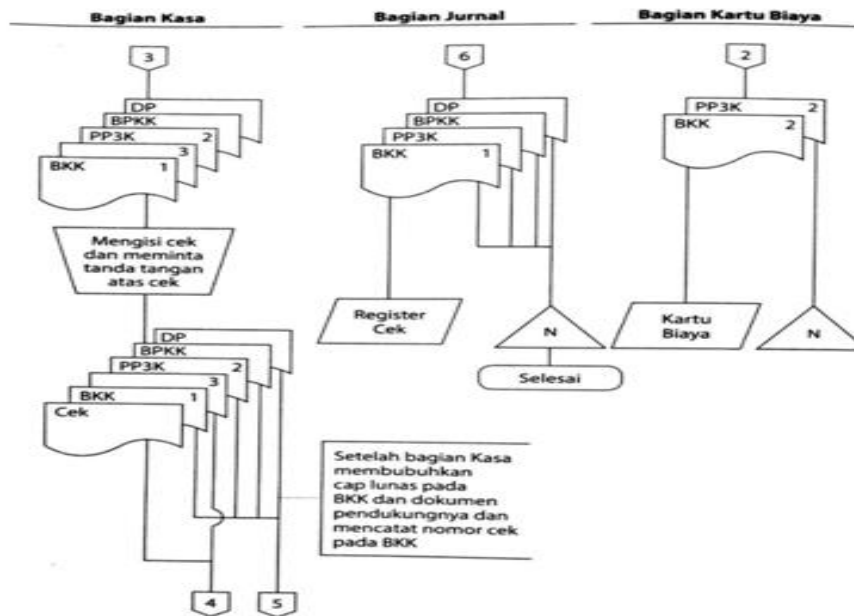 Bagian Kasa
3
DP
BPKK
PP3K 2
3
BKK 1
Mengisi cek
dan meminta
tanda tangan
atas cek
DP
BPKK
PP3K 2
3
BKK 1
Cek
Setelah bagian Kasa
membubuhkan
cap lunas pada
BKK dan dokumen
pendukungnya dan
mencatat nomor cek
pada BKK
4
5
Bagian Jurnal
6
DP
BPKK
PP3K
BKK 1
Register
Cek
N
Selesai
Bagian Kartu Biaya
2
PP3K 2
BKK 2
Kartu
Biaya
N